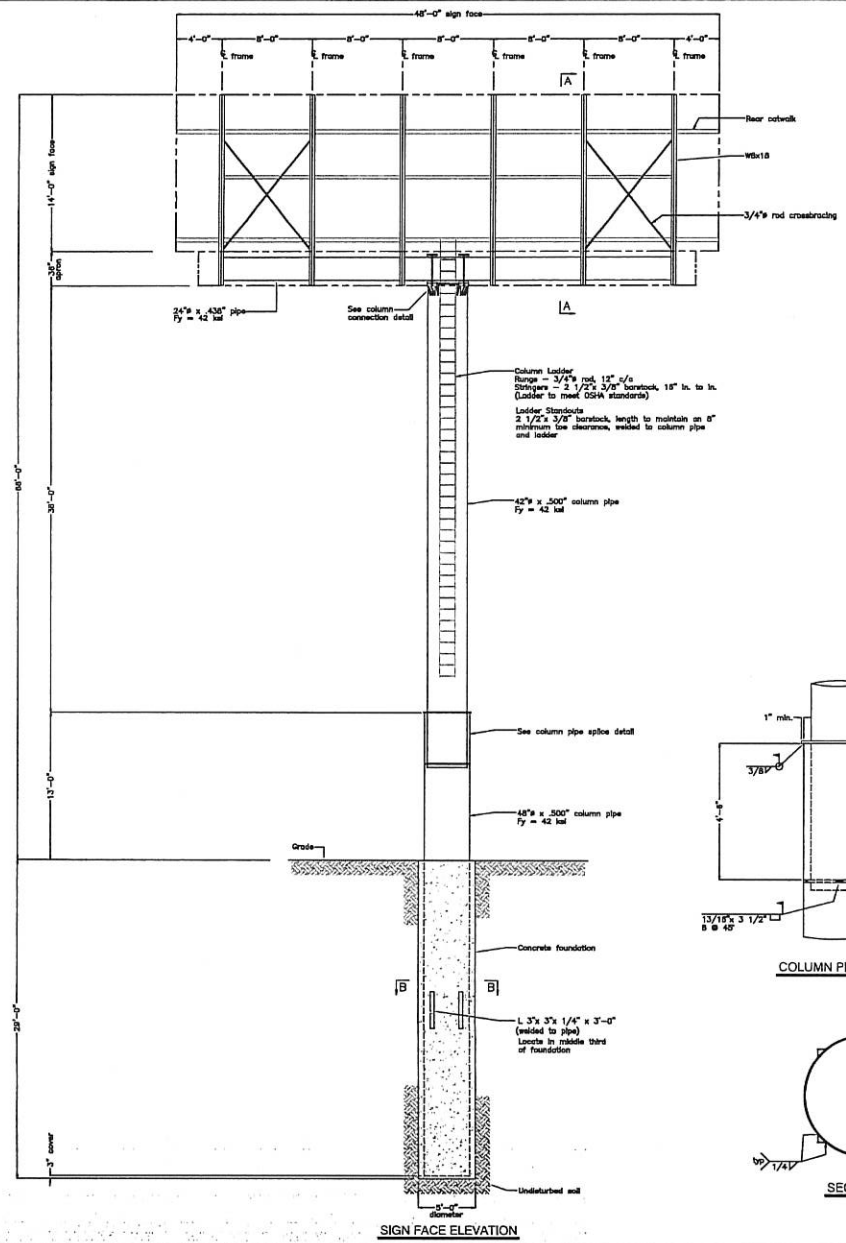 48'-0" sign face
4'-0" 8'-0" 8'-0" 8'-0" 8'-0" 8'-0" 4'-0"
℄ frame ℄ frame ℄ frame ℄ frame ℄ frame ℄ frame
A
Rear catwalk
W8x18
14'-0" sign face
3/4"ø rod crossbracing
36"
apron
24"ø x .438" pipe
Fy = 42 ksi
See column
connection detail
A
Column Ladder
Rungs - 3/4"ø rod, 12" c/c
Stringers - 2 1/2"x 3/8" barstock, in. to in.
(Ladder to meet OSHA standards)
Ladder Standouts
2 1/2"x 3/8" barstock, length to maintain an 8"
minimum toe clearance, welded to column pipe
and ladder
68'-0"
38'-0"
42"ø x .500" column pipe
Fy = 42 ksi
1" min.
See column pipe splice detail
3/8
4'-8"
13'-0"
48"ø x .500" column pipe
Fy = 42 ksi
Grade
13/16"x 3 1/2"
8 @ 45°
Concrete foundation
COLUMN PI
B B
L 3"x 3"x 1/4" x 3'-0"
(welded to pipe)
Locate in middle third
of foundation
3" cover
typ 1/4
Undisturbed soil
SEC
5'-0"
diameter
SIGN FACE ELEVATION